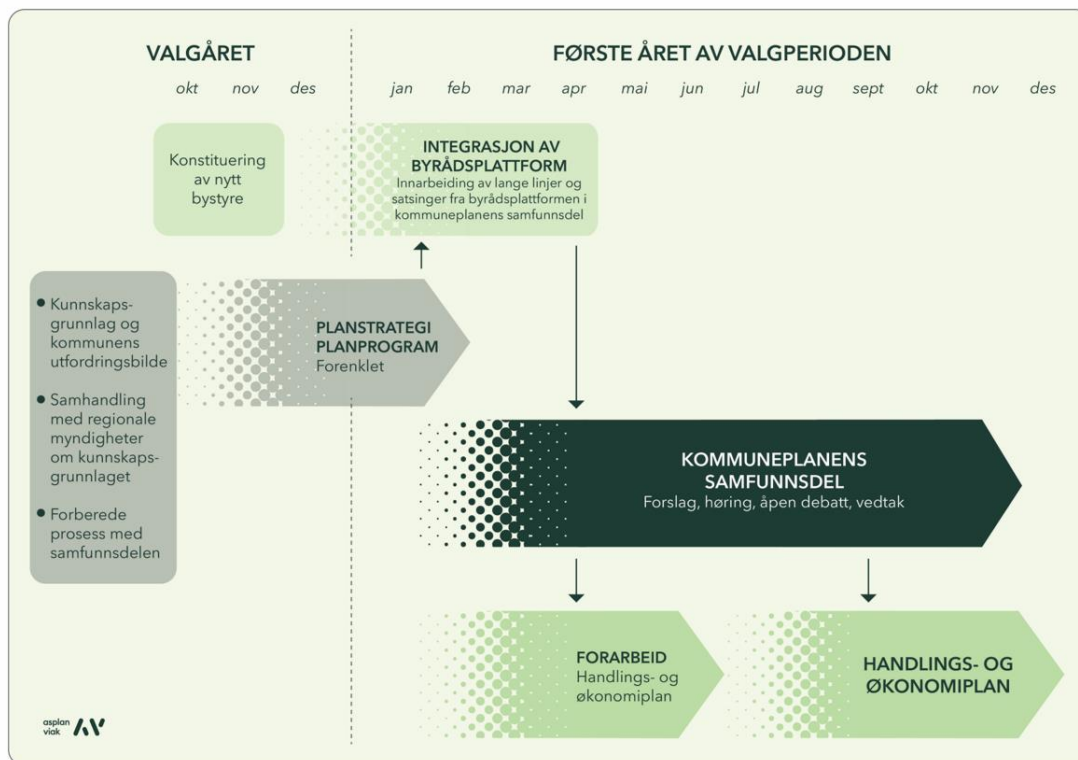 VALGÅRET
FØRSTE ÅRET AV VALGPERIODEN
okt nov des jan feb mar apr mai jun jul aug sept okt nov des
Konstituering
av nytt
bystyre
INTEGRASJON AV
BYRÅDSPLATTFORM
Innarbeiding av lange linjer og
satsinger fra byrådsplattformen i
kommuneplanens samfunnsdel
• Kunnskaps-
grunnlag og
kommunens
utfordringsbilde
• Samhandling
med regionale
myndigheter
om kunnskaps-
grunnlaget
• Forberede
prosess med
samfunnsdelen
PLANSTRATEGI
PLANPROGRAM
Forenklet
KOMMUNEPLANENS
SAMFUNNSDEL
Forslag, høring, åpen debatt, vedtak
FORARBEID
Handlings- og
økonomiplan
HANDLINGS- OG
ØKONOMIPLAN
asplan
viak